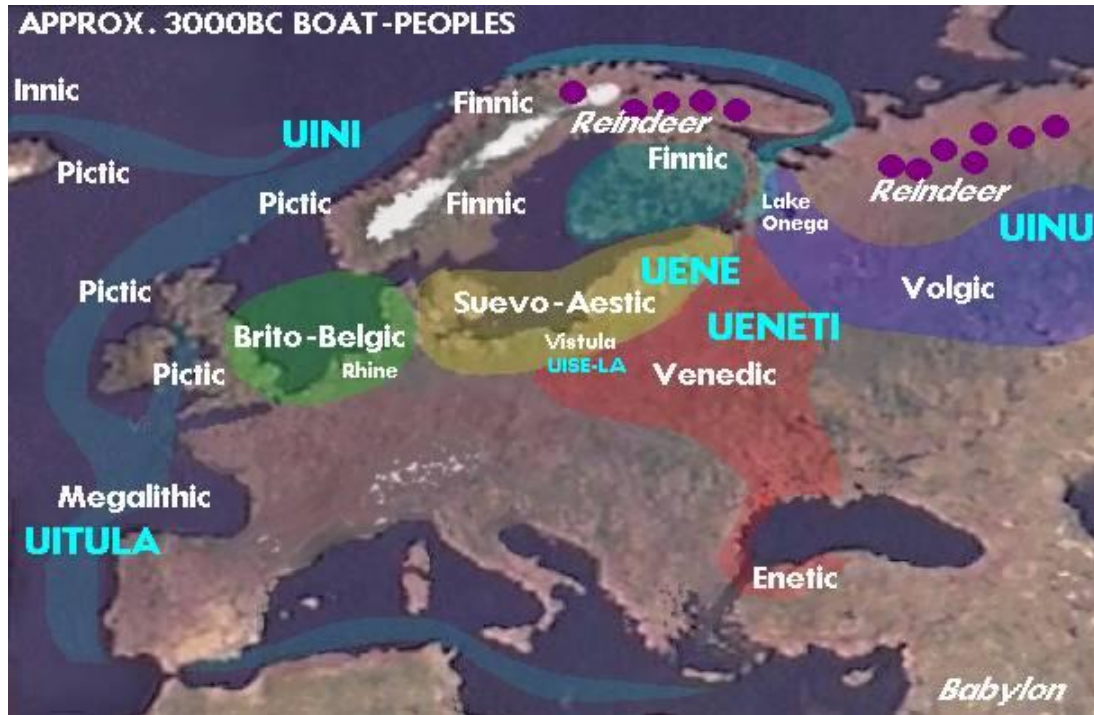 APPROX. 3000BC BOAT-PEOPLES
Innic
Finnic
UINI
Reindeer
Pictic
Finnic
Reindeer
Pictic
Finnic
Lake
Onega
UINU
UENE
Pictic
Suevo-Aestic
Volgic
Brito-Belgic
UENETI
Vistula
Pictic
Rhine
UISE-LA
Venedic
Megalithic
UITULA
Enetic
Babylon